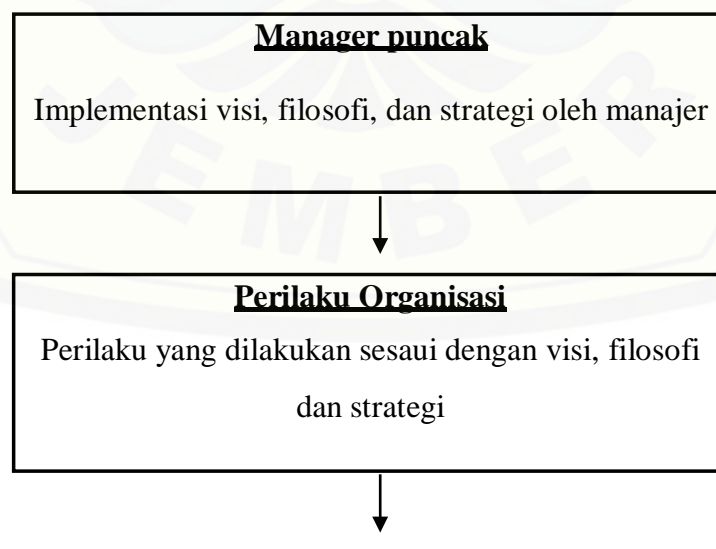 Manager puncak
Implementasi visi, filosofi, dan strategi oleh manajer
JEMBER
Perilaku Organisasi
Perilaku yang dilakukan sesaui dengan visi, filosofi
dan strategi